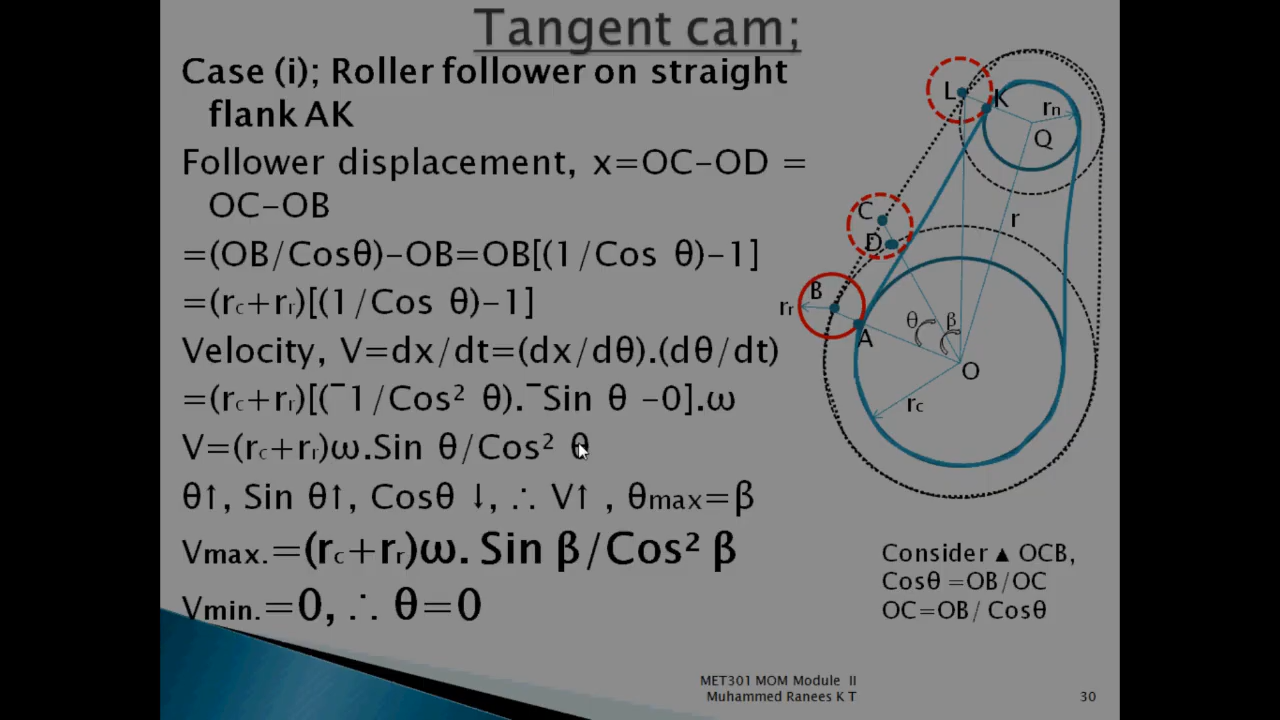 Tangent cam;
Case (i); Roller follower on straight
flank AK
Follower displacement, x=OC-OD =
OC-OB
=(OB/Cosθ)-OB=OB[(1/Cos θ)-1]
=(rc+rr)[(1/Cos θ)-1]
Velocity, V=dx/dt=(dx/dθ).(dθ/dt)
=(rc+rr)[(¯1/Cos² θ).¯Sin θ -0].ω
V=(rc+rr)ω.Sin θ/Cos² θ
θ↑, Sin θ↑, Cosθ ↓, ∴ V↑ , θmax=β
Vmax.=(rc+rr)ω. Sin β/Cos² β
Vmin.=0, ∴ θ=0
L
K
rn
Q
C
r
D
B
rr
θ
β
A
O
rc
Consider ▲ OCB,
Cosθ =OB/OC
OC=OB/ Cosθ
MET301 MOM Module II
Muhammed Ranees K T
30